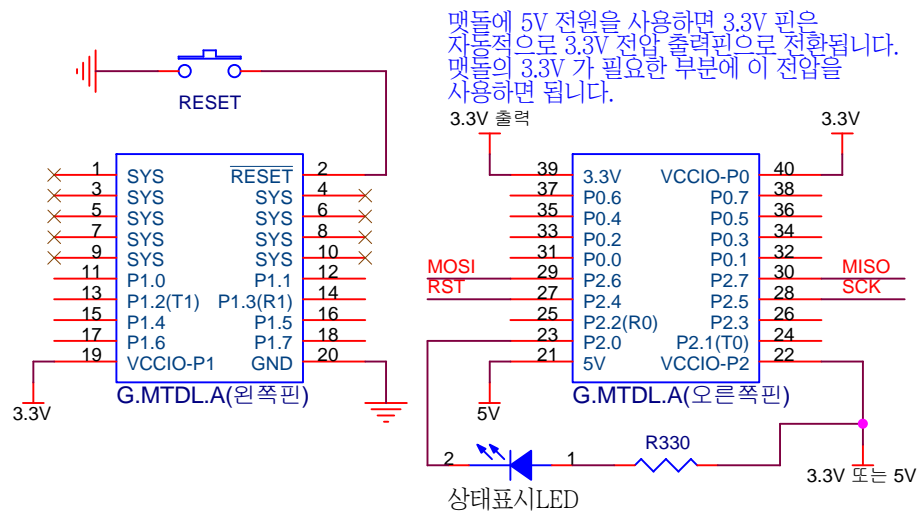 맷돌에 5V 전원을 사용하면 3.3V 핀은
자동적으로 3.3V 전압 출력핀으로 전환됩니다.
맷돌의 3.3V 가 필요한 부분에 이 전압을
사용하면 됩니다.
RESET
3.3V 출력
3.3V
1 SYS RESET 2
3 SYS SYS 4
5 SYS SYS 6
7 SYS SYS 8
9 SYS SYS 10
11 P1.0 P1.1 12
13 P1.2(T1) P1.3(R1) 14
15 P1.4 P1.5 16
17 P1.6 P1.7 18
19 VCCIO-P1 GND 20
G.MTDL.A(왼쪽핀)
3.3V
39 3.3V VCCIO-P0 40
37 P0.6 P0.7 38
35 P0.4 P0.5 36
33 P0.2 P0.3 34
31 P0.0 P0.1 32
MOSI 29 P2.6 P2.7 30 MISO
RST 27 P2.4 P2.5 28 SCK
25 P2.2(R0) P2.3 26
23 P2.0 P2.1(T0) 24
21 5V VCCIO-P2 22
G.MTDL.A(오른쪽핀)
5V
R330
2 1
3.3V 또는 5V
상태표시LED